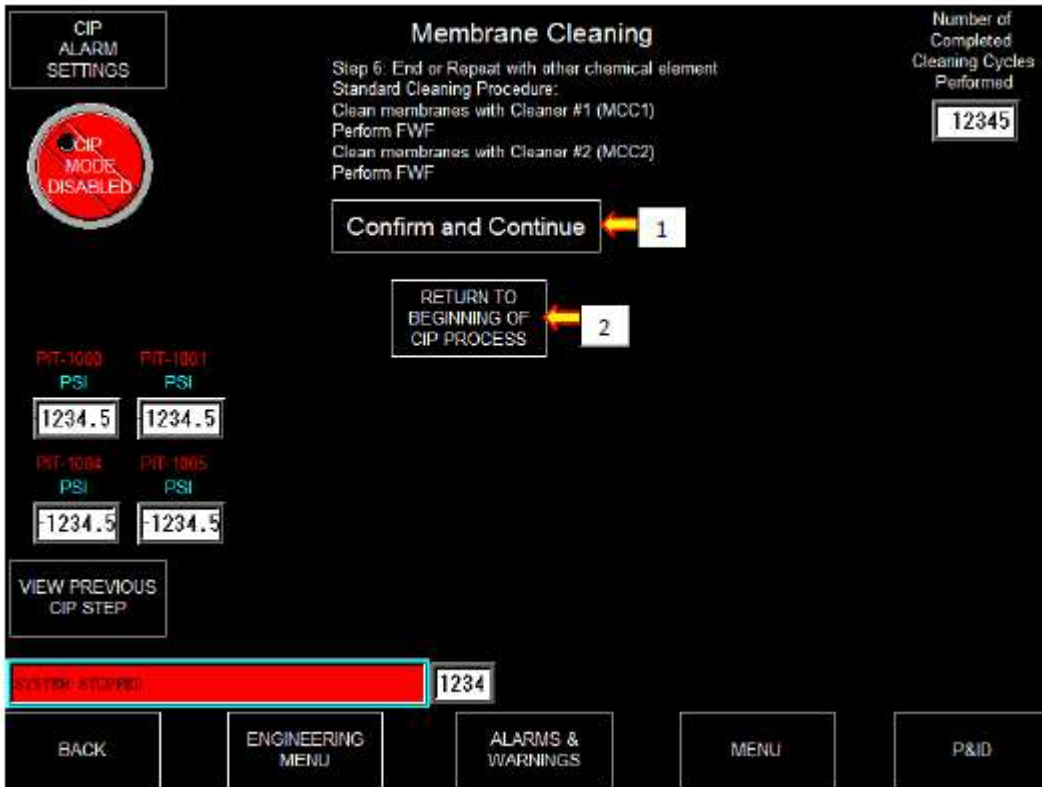 CIP
ALARM
SETTINGS
Membrane Cleaning
Number of
Completed
Cleaning Cycles
Performed
12345
Step 6: End or Repeat with other chemical element
Standard Cleaning Procedure:
Clean membranes with Cleaner #1 (MCC1)
Perform FWF
Clean membranes with Cleaner #2 (MCC2)
Perform FWF
CIP
MODE
DISABLED
Confirm and Continue
1
RETURN TO
BEGINNING OF
CIP PROCESS
2
PIT-1000 PIT-1001
PSI PSI
1234.5 1234.5
PIT-1004 PIT-1005
PSI PSI
-1234.5 -1234.5
VIEW PREVIOUS
CIP STEP
SYSTEM STOPPED 1234
BACK
ENGINEERING
MENU
ALARMS &
WARNINGS
MENU
P&ID